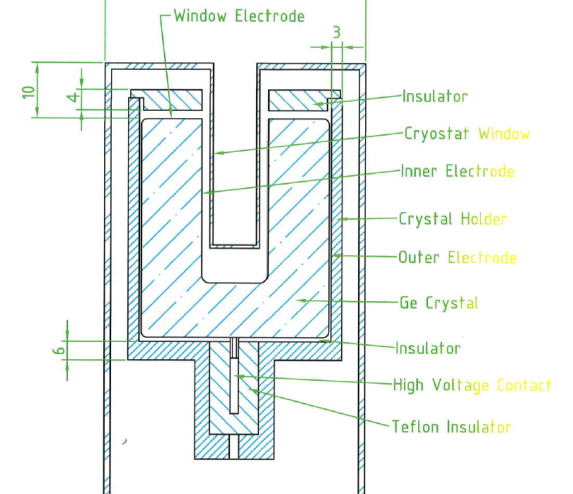 Window Electrode
3
10
4
Insulator
Cryostat Window
Inner Electrode
Crystal Holder
Outer Electrode
Ge Crystal
6
Insulator
High Voltage Contact
Teflon Insulator